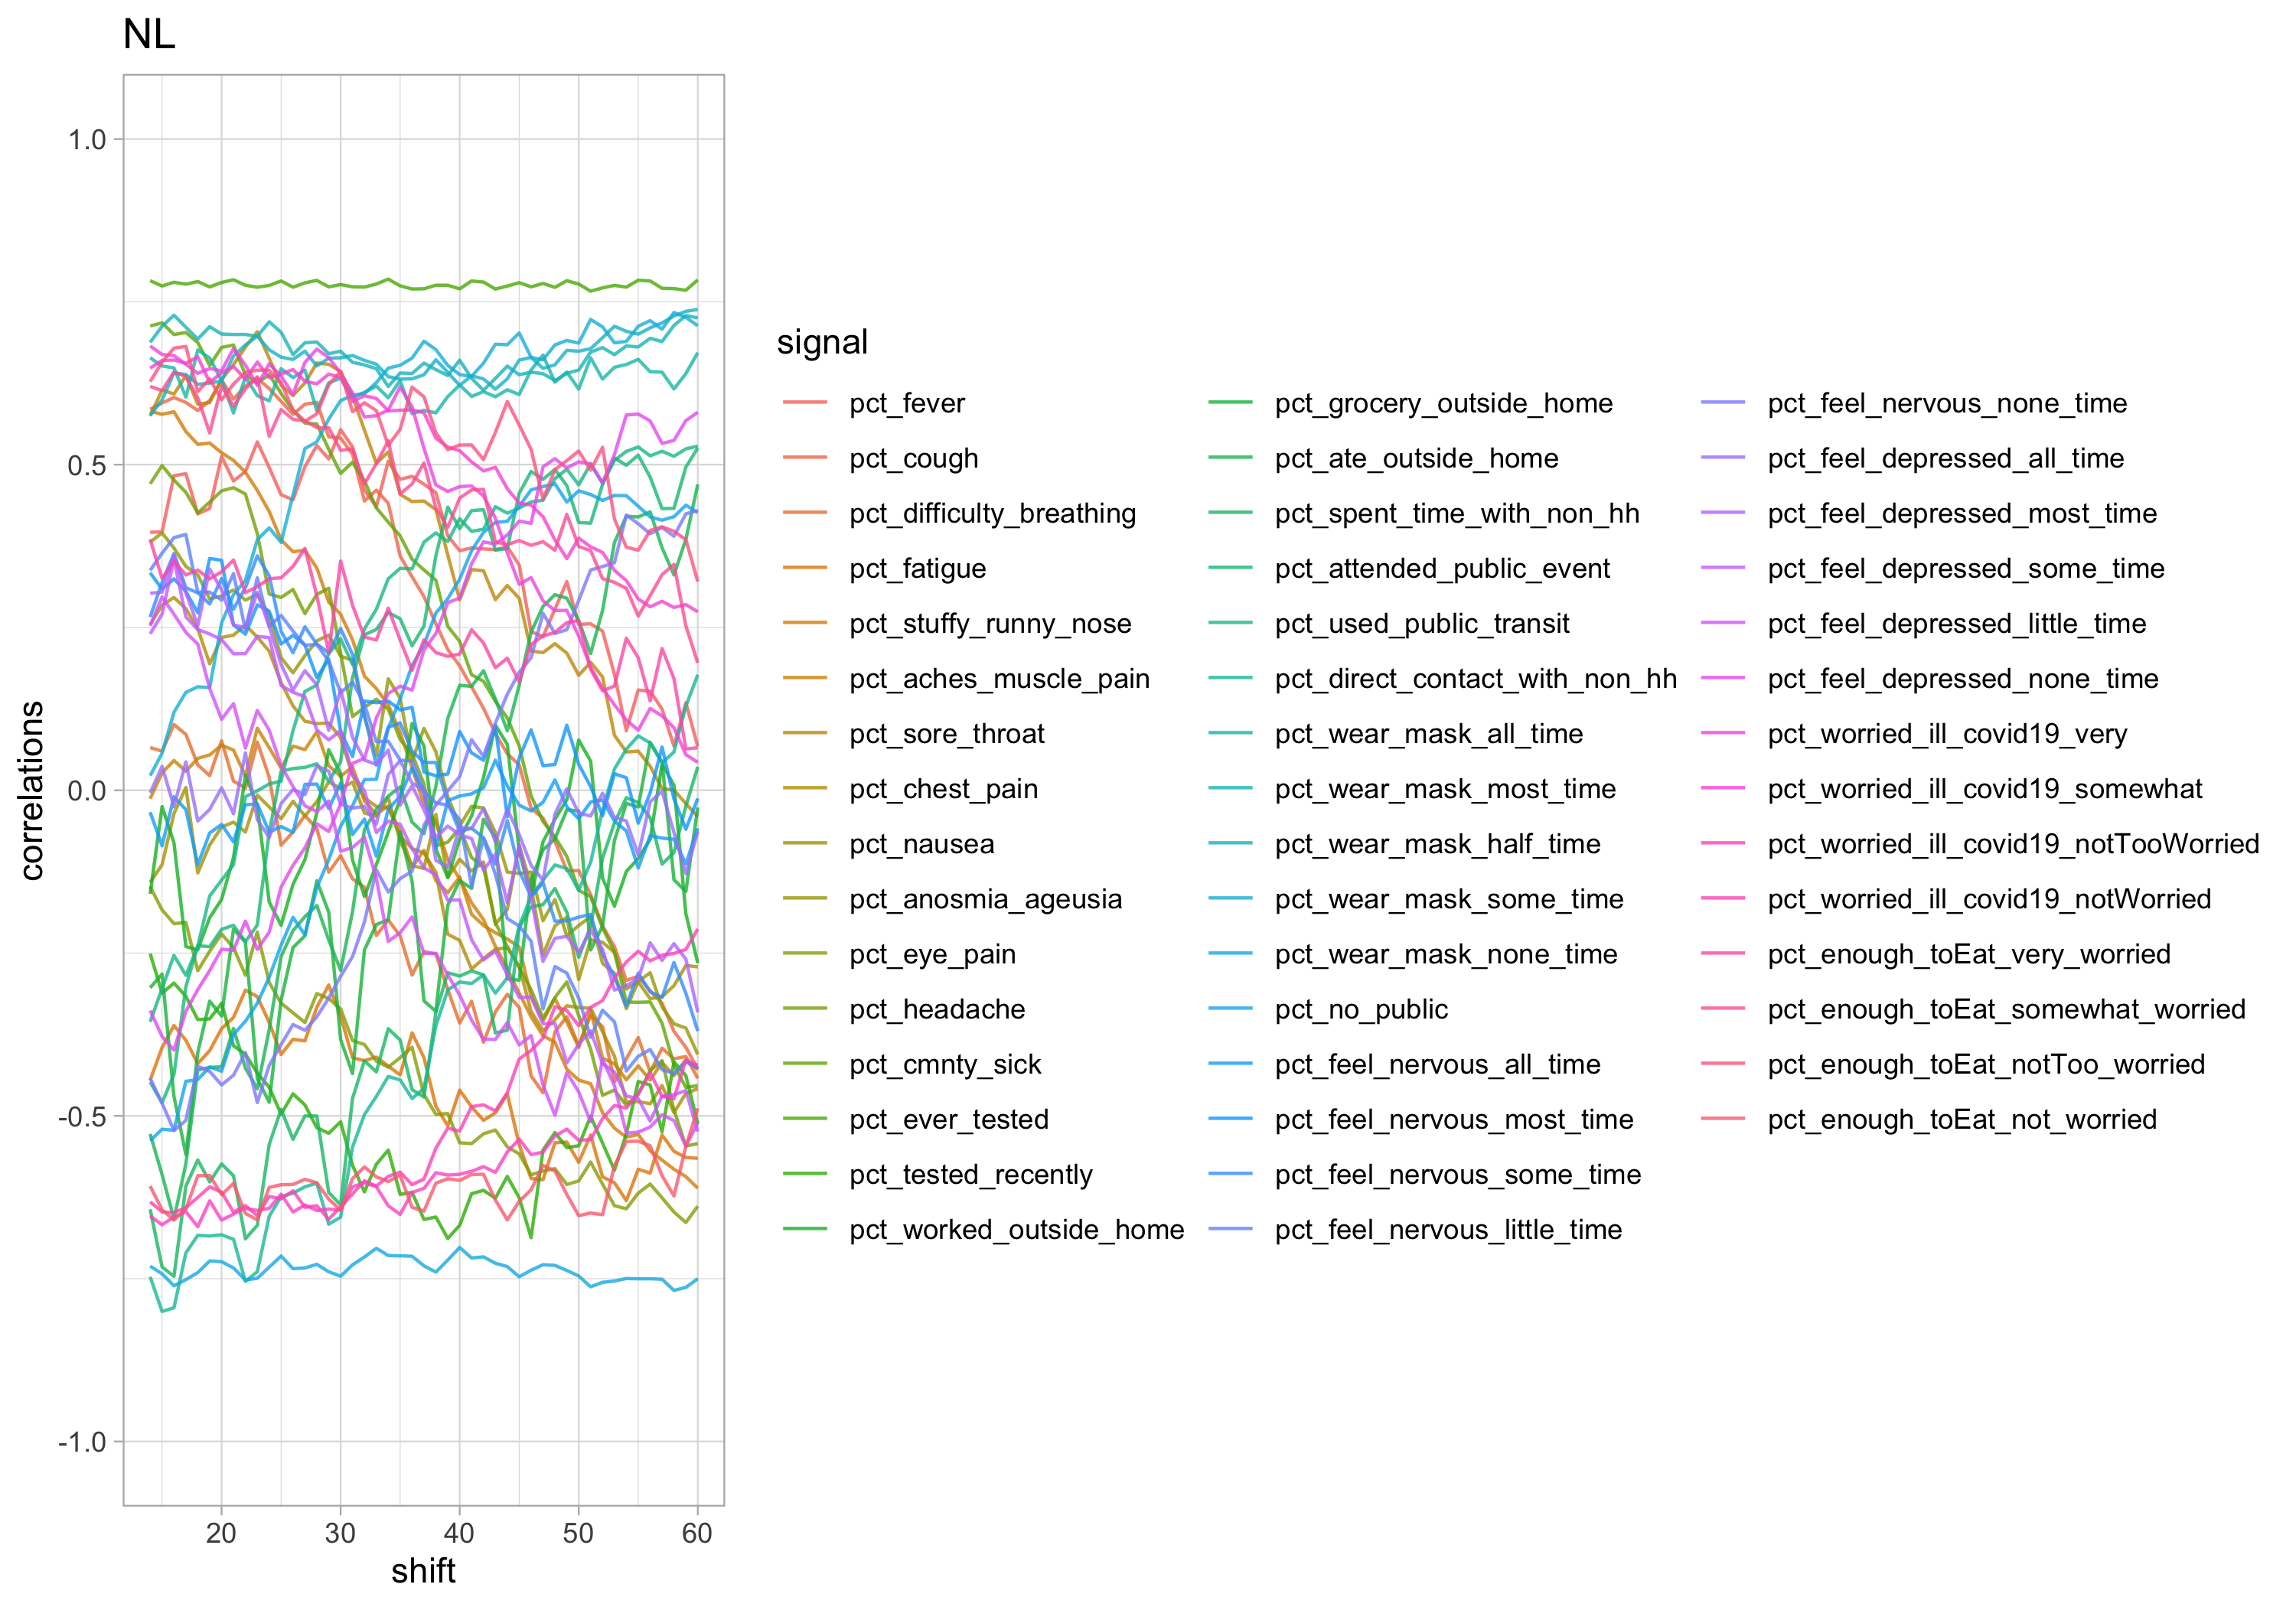 NL
correlations
1.0
0.5
0.0
-0.5
-1.0
20 30 40 50 60
shift
signal
pct_fever
pct_cough
pct_difficulty_breathing
pct_fatigue
pct_stuffy_runny_nose
pct_aches_muscle_pain
pct_sore_throat
pct_chest_pain
pct_nausea
pct_anosmia_ageusia
pct_eye_pain
pct_headache
pct_cmnty_sick
pct_ever_tested
pct_tested_recently
pct_worked_outside_home
pct_grocery_outside_home
pct_ate_outside_home
pct_spent_time_with_non_hh
pct_attended_public_event
pct_used_public_transit
pct_direct_contact_with_non_hh
pct_wear_mask_all_time
pct_wear_mask_most_time
pct_wear_mask_half_time
pct_wear_mask_some_time
pct_wear_mask_none_time
pct_no_public
pct_feel_nervous_all_time
pct_feel_nervous_most_time
pct_feel_nervous_some_time
pct_feel_nervous_little_time
pct_feel_nervous_none_time
pct_feel_depressed_all_time
pct_feel_depressed_most_time
pct_feel_depressed_some_time
pct_feel_depressed_little_time
pct_feel_depressed_none_time
pct_worried_ill_covid19_very
pct_worried_ill_covid19_somewhat
pct_worried_ill_covid19_notTooWorried
pct_worried_ill_covid19_notWorried
pct_enough_toEat_very_worried
pct_enough_toEat_somewhat_worried
pct_enough_toEat_notToo_worried
pct_enough_toEat_not_worried